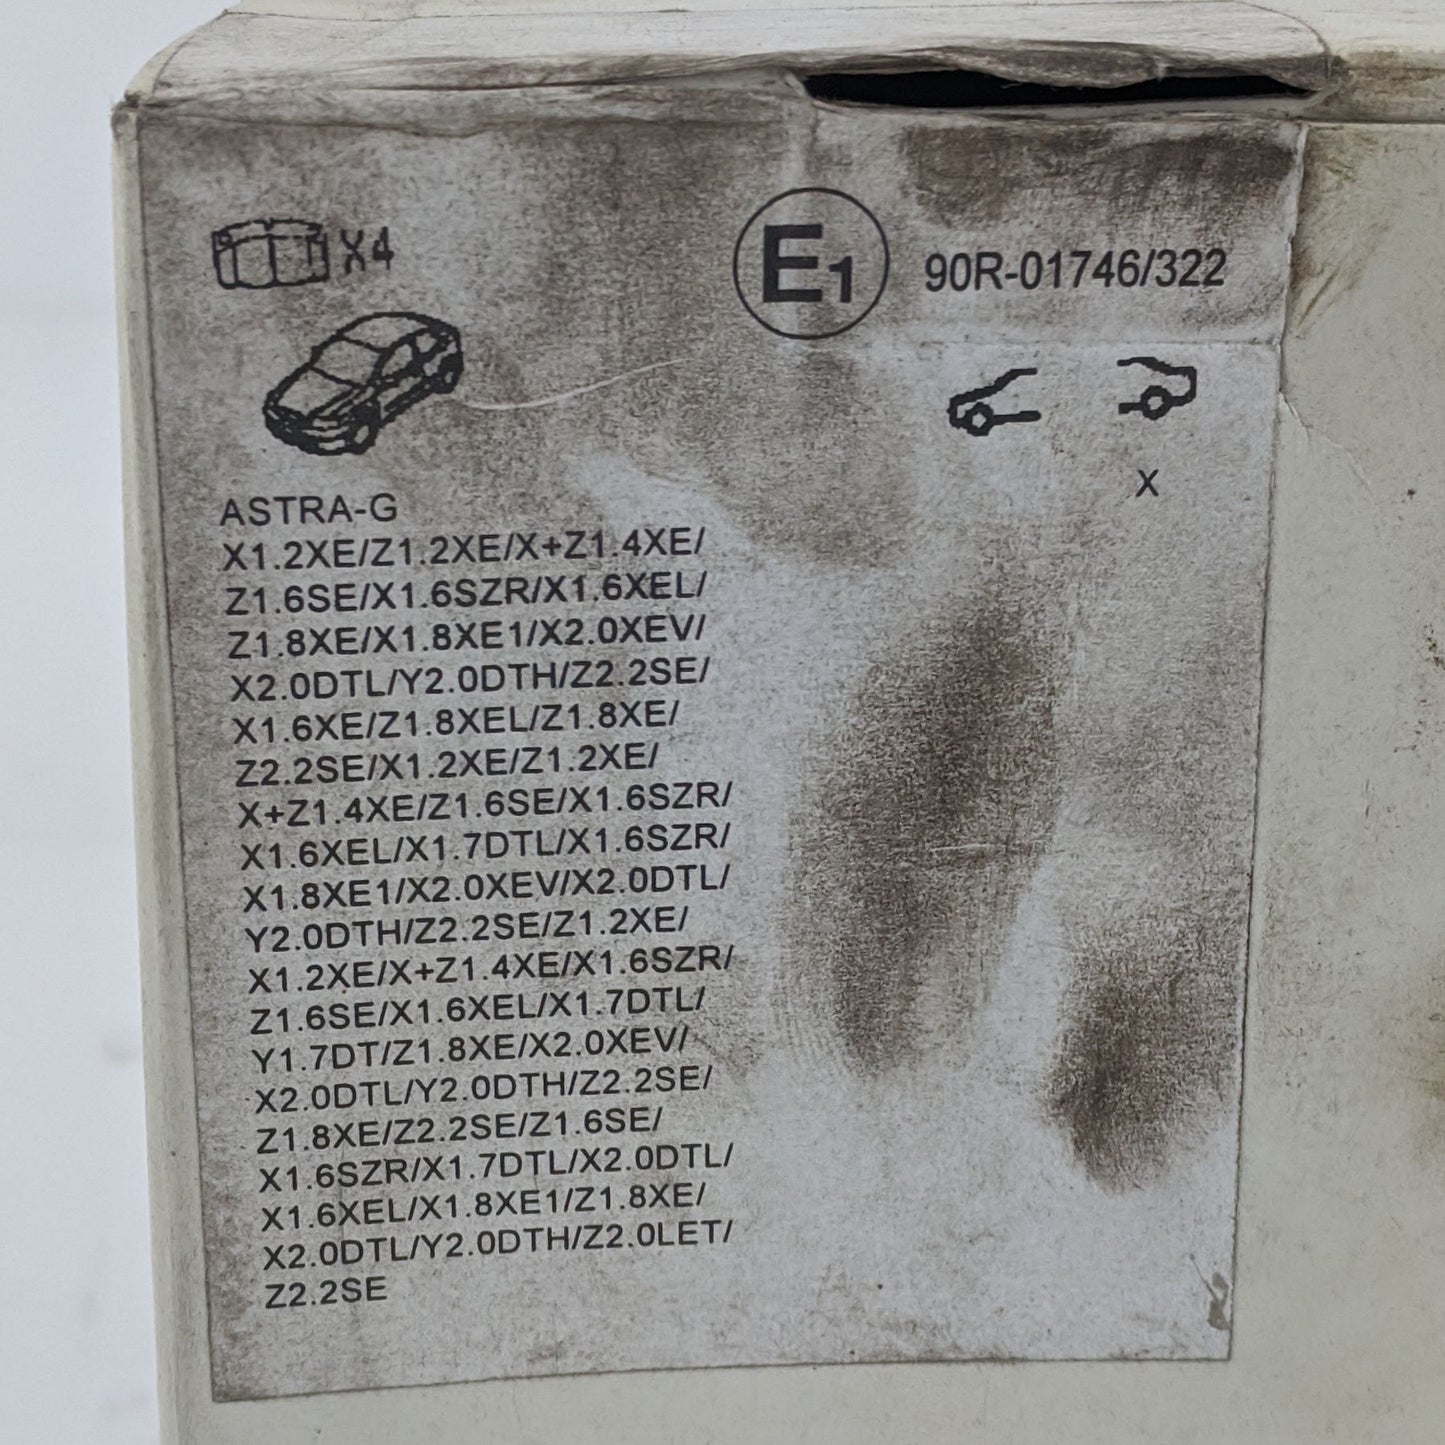 X4
E1
90R-01746/322
X
ASTRA-G
X1.2XE/Z1.2XE/X+Z1.4XE/
Z1.6SE/X1.6SZR/X1.6XEL/
Z1.8XE/X1.8XE1/X2.0XEV/
X2.0DTL/Y2.0DTH/Z2.2SE/
X1.6XE/Z1.8XEL/Z1.8XE/
Z2.2SE/X1.2XE/Z1.2XE/
X+Z1.4XE/Z1.6SE/X1.6SZR/
X1.6XEL/X1.7DTL/X1.6SZR/
X1.8XE1/X2.0XEV/X2.0DTL/
Y2.0DTH/Z2.2SE/Z1.2XE/
X1.2XE/X+Z1.4XE/X1.6SZR/
Z1.6SE/X1.6XEL/X1.7DTL/
Y1.7DT/Z1.8XE/X2.0XEV/
X2.0DTL/Y2.0DTH/Z2.2SE/
Z1.8XE/Z2.2SE/Z1.6SE/
X1.6SZR/X1.7DTL/X2.0DTL/
X1.6XEL/X1.8XE1/Z1.8XE/
X2.0DTL/Y2.0DTH/Z2.0LET/
Z2.2SE